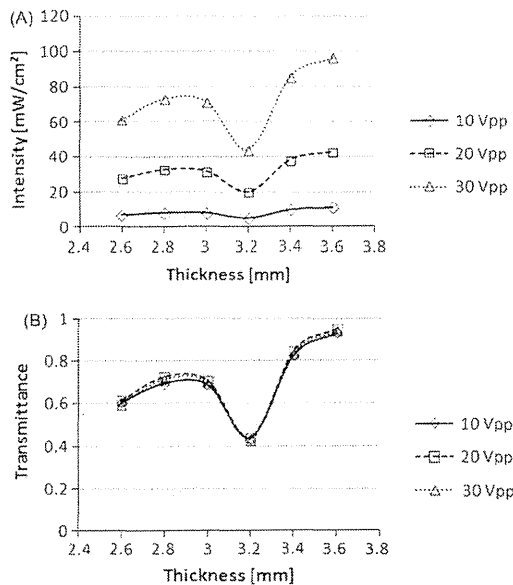 (A)
120
100
80
60
40
20
0
Intensity [mW/cm²]
2.4 2.6 2.8 3 3.2 3.4 3.6 3.8
Thickness [mm]
10 Vpp
20 Vpp
30 Vpp
(B)
1
0.8
0.6
0.4
0.2
0
Transmittance
2.4 2.6 2.8 3 3.2 3.4 3.6 3.8
Thickness [mm]
10 Vpp
20 Vpp
30 Vpp